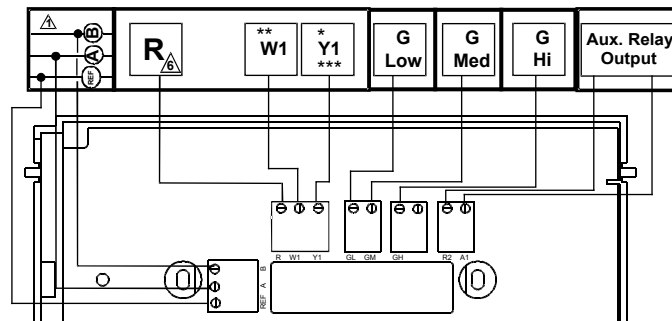 1
B
A
REF
R
6
**
W1
*
Y1
***
G
Low
G
Med
G
Hi
Aux. Relay
Output
R W1 Y1
GL GM
GH
R2 A1
B
A
REF